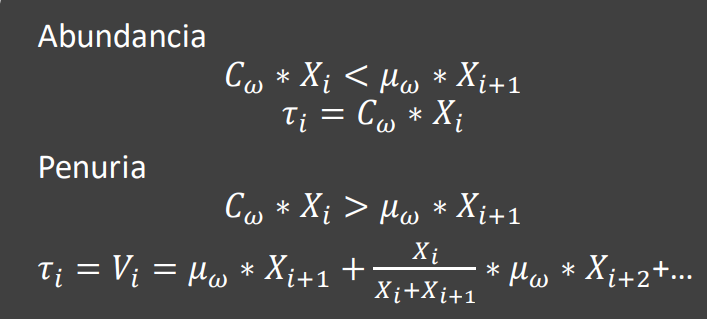 Abundancia
C_ω * X_i < μ_ω * X_{i+1}
τ_i = C_ω * X_i
Penuria
C_ω * X_i > μ_ω * X_{i+1}
τ_i = V_i = μ_ω * X_{i+1} + \frac{X_i}{X_i+X_{i+1}} * μ_ω * X_{i+2}+...